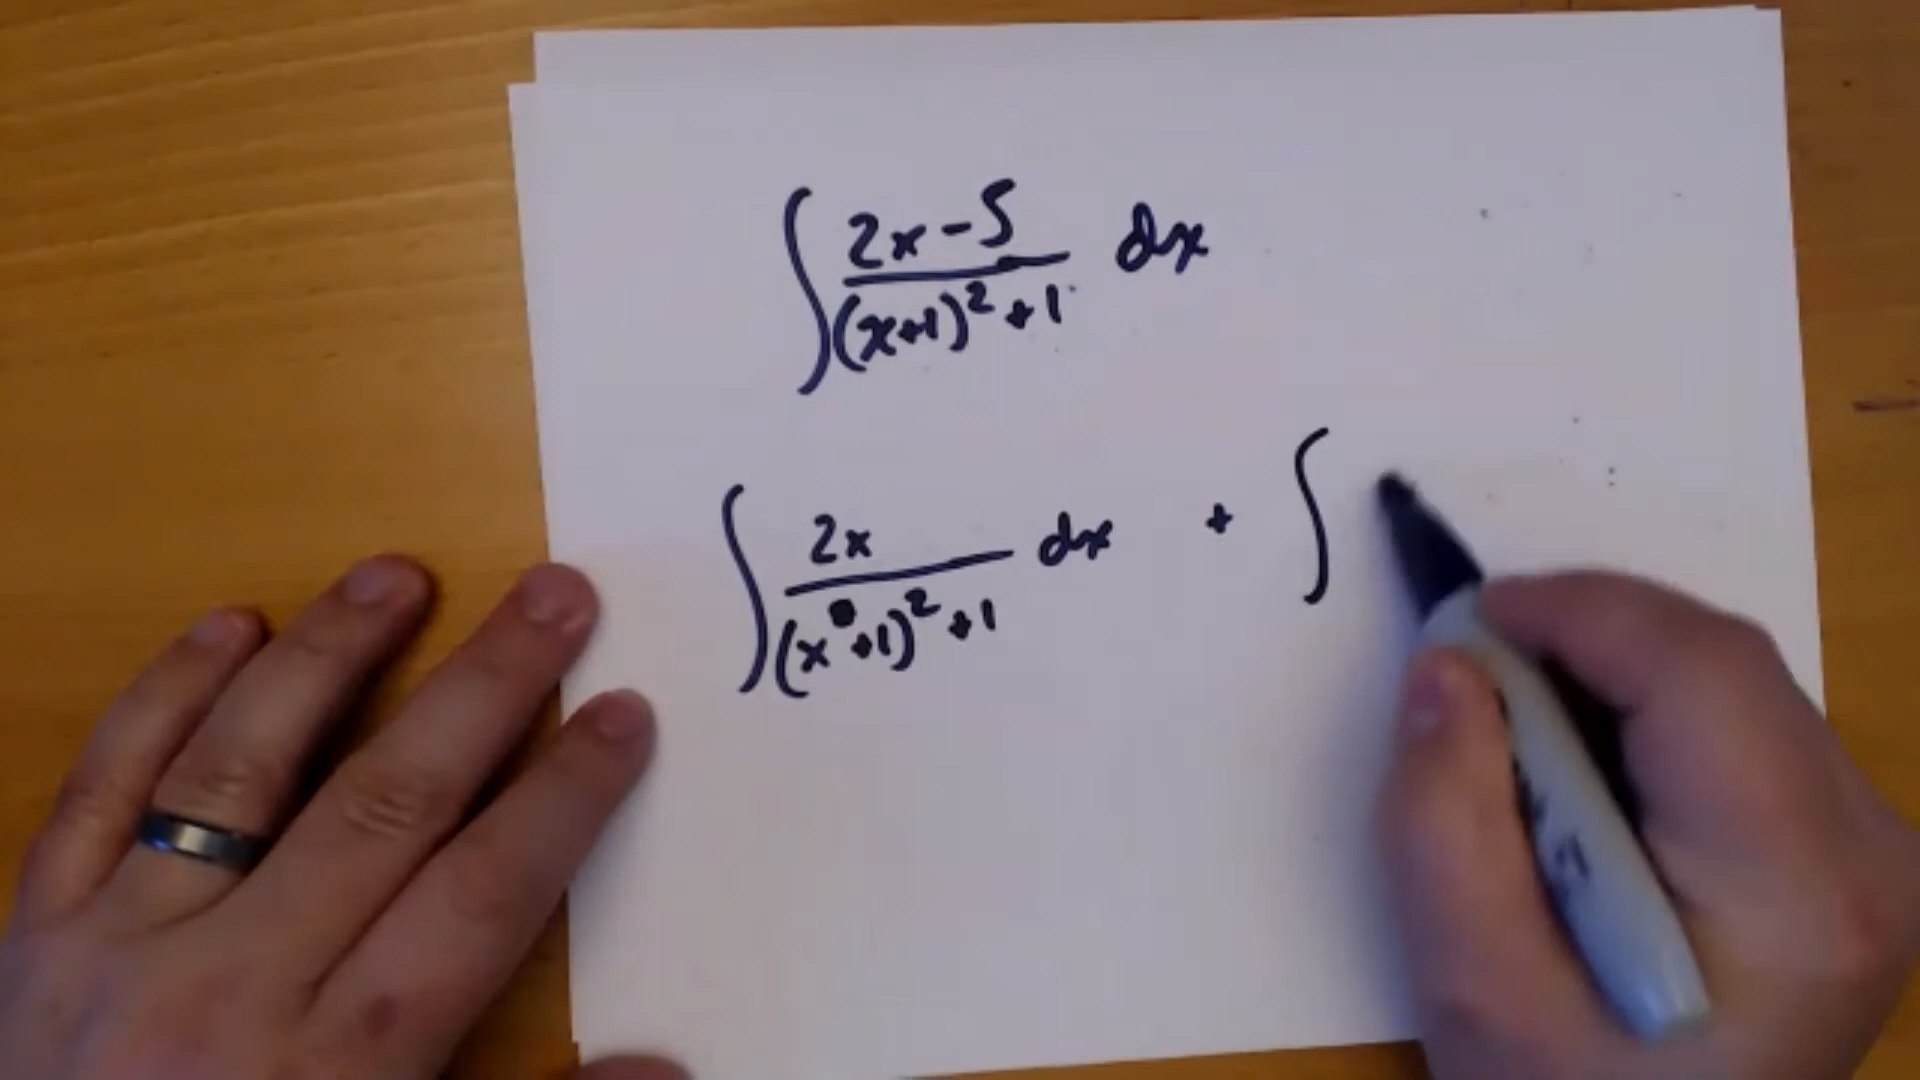 ∫ (2x-5)/((x+1)²+1) dx
∫ 2x/((x+1)²+1) dx + ∫